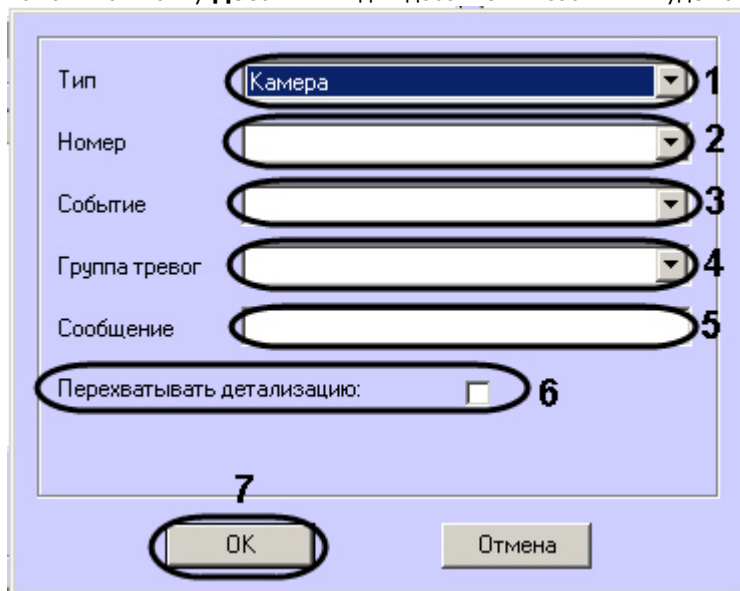 Тип Камера 1
Номер 2
Событие 3
Группа тревог 4
Сообщение 5
Перехватывать детализацию: 6
7
OK Отмена